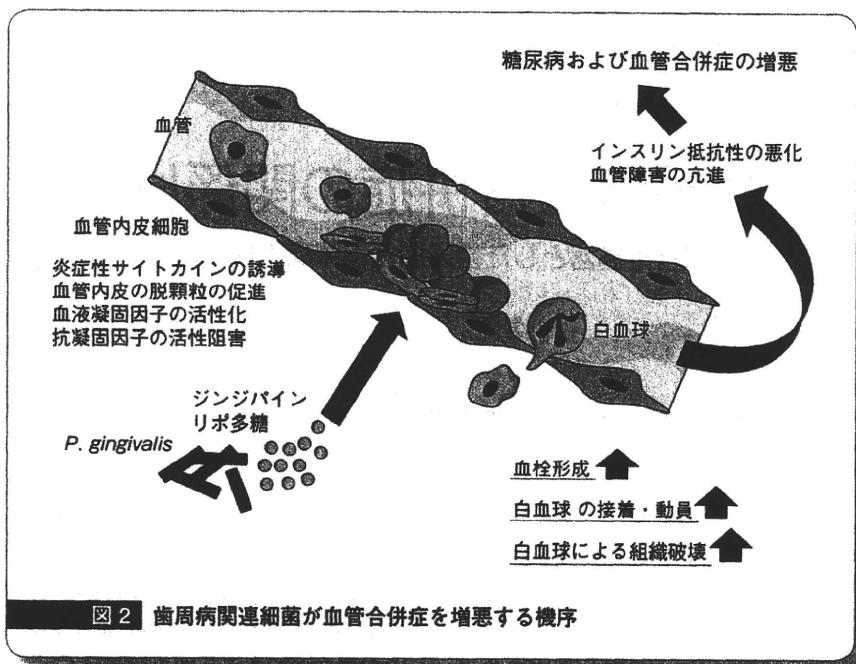 糖尿病および血管合併症の増悪
血管
インスリン抵抗性の悪化
血管障害の亢進
血管内皮細胞
炎症性サイトカインの誘導
血管内皮の脱顆粒の促進
血液凝固因子の活性化
抗凝固因子の活性阻害
白血球
ジンジパイン
リポ多糖
P. gingivalis
血栓形成
白血球 の接着・動員
白血球による組織破壊
図2 歯周病関連細菌が血管合併症を増悪する機序